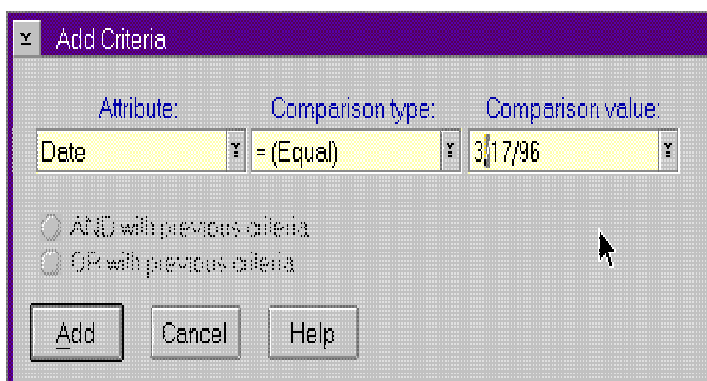 Add Criteria
Attribute: Comparison type: Comparison value:
Date = (Equal) 3/17/96
AND with previous criteria
OR with previous criteria
Add Cancel Help